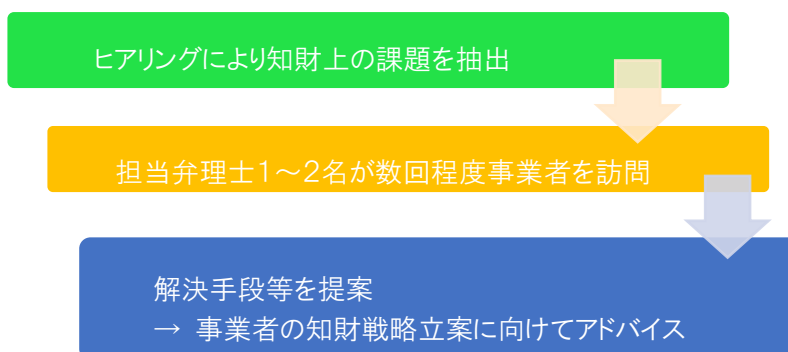 ヒアリングにより知財上の課題を抽出
担当弁理士1～2名が数回程度事業者を訪問
解決手段等を提案
→ 事業者の知財戦略立案に向けてアドバイス